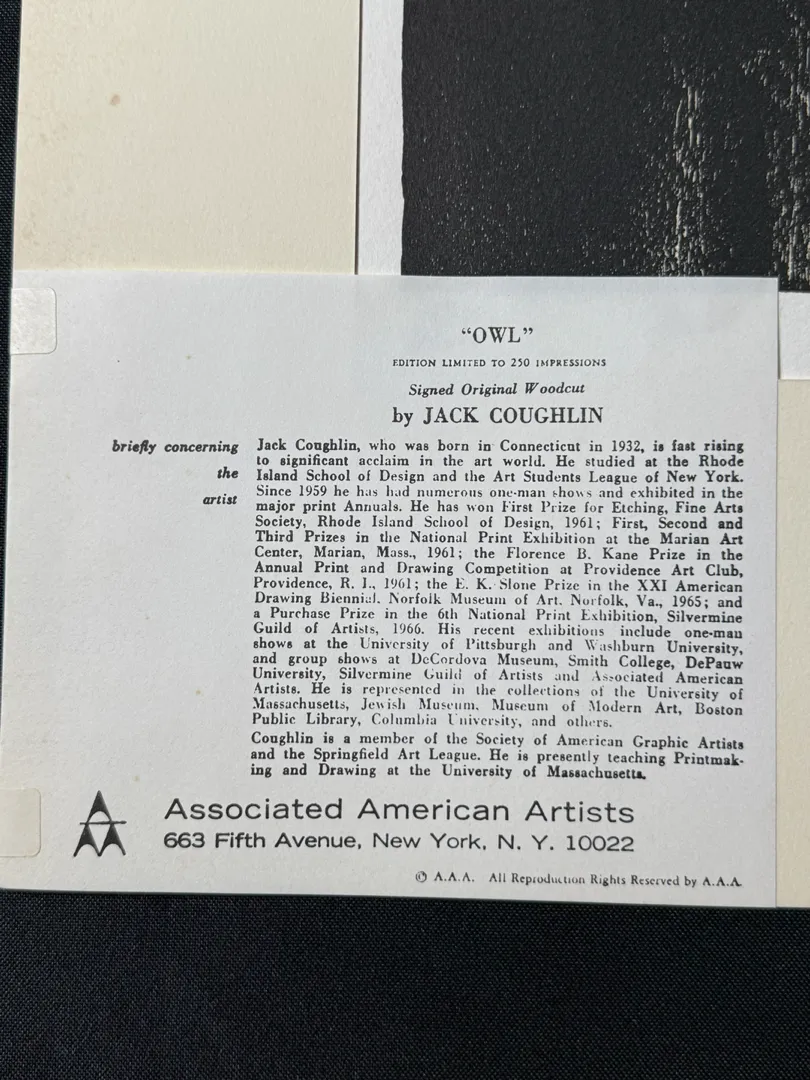 “OWL”
EDITION LIMITED TO 250 IMPRESSIONS
Signed Original Woodcut
by JACK COUGHLIN
briefly concerning
the
artist
Jack Coughlin, who was born in Connecticut in 1932, is fast rising
to significant acclaim in the art world. He studied at the Rhode
Island School of Design and the Art Students League of New York.
Since 1959 he has had numerous one-man shows and exhibited in the
major print Annuals. He has won First Prize for Etching, Fine Arts
Society, Rhode Island School of Design, 1961; First, Second and
Third Prizes in the National Print Exhibition at the Marian Art
Center, Marian, Mass., 1961; the Florence B. Kane Prize in the
Annual Print and Drawing Competition at Providence Art Club,
Providence, R. I., 1961; the E. K. Slone Prize in the XXI American
Drawing Biennial. Norfolk Museum of Art. Norfolk, Va., 1965; and
a Purchase Prize in the 6th National Print Exhibition, Silvermine
Guild of Artists, 1966. His recent exhibitions include one-man
shows at the University of Pittsburgh and Washburn University,
and group shows at DeCordova Museum, Smith College, DePauw
University, Silvermine Guild of Artists and Associated American
Artists. He is represented in the collections of the University of
Massachusetts, Jewish Museum, Museum of Modern Art, Boston
Public Library, Columbia University, and others.
Coughlin is a member of the Society of American Graphic Artists
and the Springfield Art League. He is presently teaching Printmak-
ing and Drawing at the University of Massachusetts.
Associated American Artists
663 Fifth Avenue, New York, N. Y. 10022
© A.A.A. All Reproduction Rights Reserved by A.A.A.